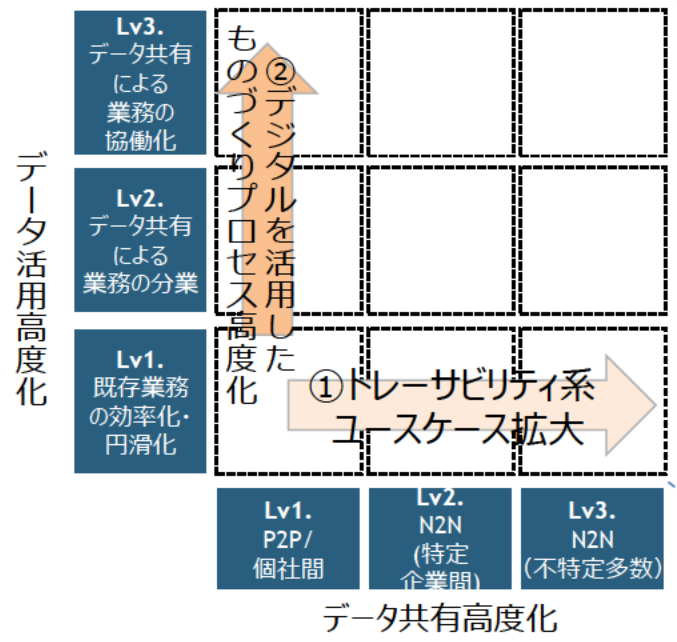 データ活用高度化
Lv3.
データ共有
による
業務の
協働化
Lv2.
データ共有
による
業務の分業
Lv1.
既存業務
の効率化・
円滑化
②デジタルを活用した
ものづくりプロセス高度化
①トレーサビリティ系
ユースケース拡大
Lv1.
P2P/
個社間
Lv2.
N2N
(特定
企業間)
Lv3.
N2N
(不特定多数)
データ共有高度化